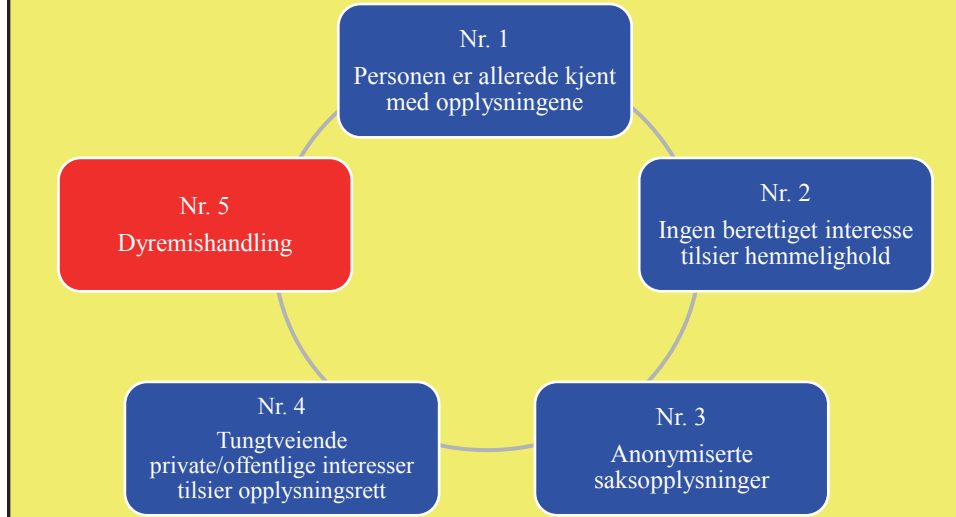 Nr. 1
Personen er allerede kjent
med opplysningene
Nr. 2
Ingen berettiget interesse
tilsier hemmelighold
Nr. 3
Anonymiserte
saksopplysninger
Nr. 4
Tungtveiende
private/offentlige interesser
tilsier opplysningsrett
Nr. 5
Dyremishandling